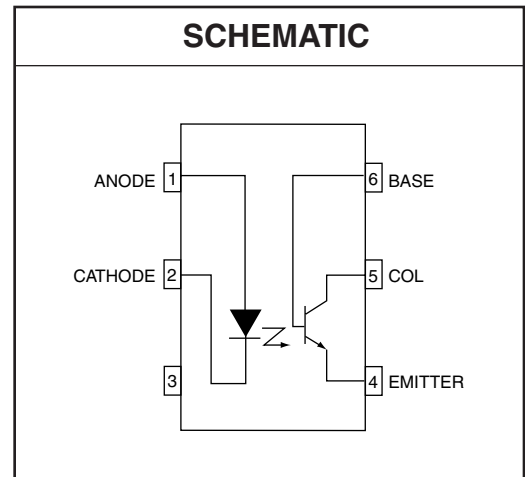 SCHEMATIC
ANODE 1
6 BASE
CATHODE 2
5 COL
3
4 EMITTER